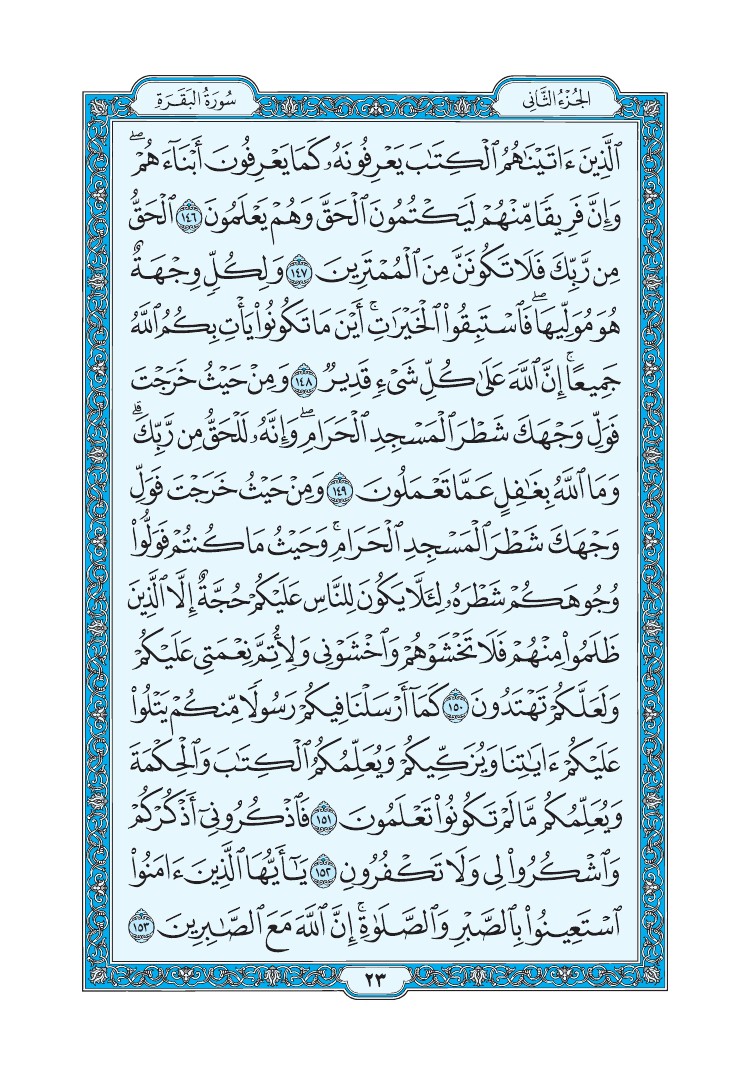 الجُزْءُ الثَّانِى
سُورَةُ البَقَرَةِ
ٱلَّذِينَ ءَاتَيْنَٰهُمُ ٱلْكِتَٰبَ يَعْرِفُونَهُۥ كَمَا يَعْرِفُونَ أَبْنَآءَهُمْ ۖ
وَإِنَّ فَرِيقًا مِّنْهُمْ لَيَكْتُمُونَ ٱلْحَقَّ وَهُمْ يَعْلَمُونَ ١٤٦ ٱلْحَقُّ
مِن رَّبِّكَ فَلَا تَكُونَنَّ مِنَ ٱلْمُمْتَرِينَ ١٤٧ وَلِكُلٍّ وِجْهَةٌ
هُوَ مُوَلِّيهَا ۖ فَٱسْتَبِقُوا۟ ٱلْخَيْرَٰتِ ۚ أَيْنَ مَا تَكُونُوا۟ يَأْتِ بِكُمُ ٱللَّهُ
جَمِيعًا ۚ إِنَّ ٱللَّهَ عَلَىٰ كُلِّ شَىْءٍ قَدِيرٌ ١٤٨ وَمِنْ حَيْثُ خَرَجْتَ
فَوَلِّ وَجْهَكَ شَطْرَ ٱلْمَسْجِدِ ٱلْحَرَامِ ۖ وَإِنَّهُۥ لَلْحَقُّ مِن رَّبِّكَ ۗ
وَمَا ٱللَّهُ بِغَٰفِلٍ عَمَّا تَعْمَلُونَ ١٤٩ وَمِنْ حَيْثُ خَرَجْتَ فَوَلِّ
وَجْهَكَ شَطْرَ ٱلْمَسْجِدِ ٱلْحَرَامِ ۚ وَحَيْثُ مَا كُنتُمْ فَوَلُّوا۟
وُجُوهَكُمْ شَطْرَهُۥ لِئَلَّا يَكُونَ لِلنَّاسِ عَلَيْكُمْ حُجَّةٌ إِلَّا ٱلَّذِينَ
ظَلَمُوا۟ مِنْهُمْ فَلَا تَخْشَوْهُمْ وَٱخْشَوْنِى وَلِأُتِمَّ نِعْمَتِى عَلَيْكُمْ
وَلَعَلَّكُمْ تَهْتَدُونَ ١٥٠ كَمَآ أَرْسَلْنَا فِيكُمْ رَسُولًا مِّنكُمْ يَتْلُوا۟
عَلَيْكُمْ ءَايَٰتِنَا وَيُزَكِّيكُمْ وَيُعَلِّمُكُمُ ٱلْكِتَٰبَ وَٱلْحِكْمَةَ
وَيُعَلِّمُكُم مَّا لَمْ تَكُونُوا۟ تَعْلَمُونَ ١٥١ فَٱذْكُرُونِىٓ أَذْكُرْكُمْ
وَٱشْكُرُوا۟ لِى وَلَا تَكْفُرُونِ ١٥٢ يَٰٓأَيُّهَا ٱلَّذِينَ ءَامَنُوا۟
ٱسْتَعِينُوا۟ بِٱلصَّبْرِ وَٱلصَّلَوٰةِ ۚ إِنَّ ٱللَّهَ مَعَ ٱلصَّٰبِرِينَ ١٥٣
٢٣